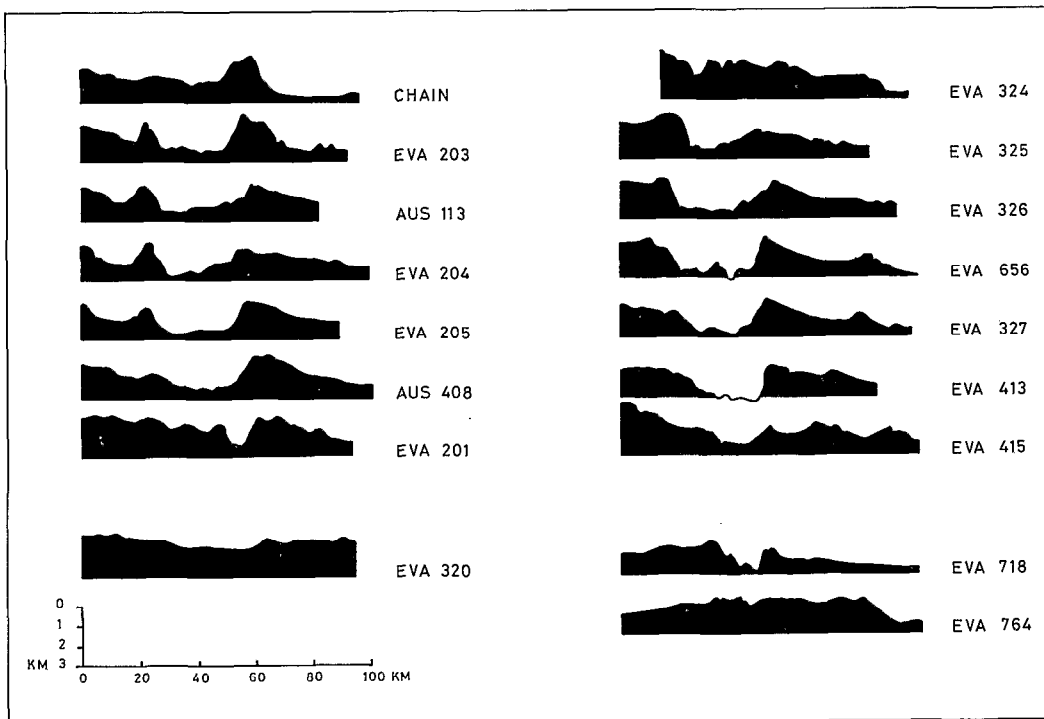 CHAIN
EVA 203
AUS 113
EVA 204
EVA 205
AUS 408
EVA 201
EVA 320
0
1
2
KM 3
0 20 40 60 80 100 KM
EVA 324
EVA 325
EVA 326
EVA 656
EVA 327
EVA 413
EVA 415
EVA 718
EVA 764